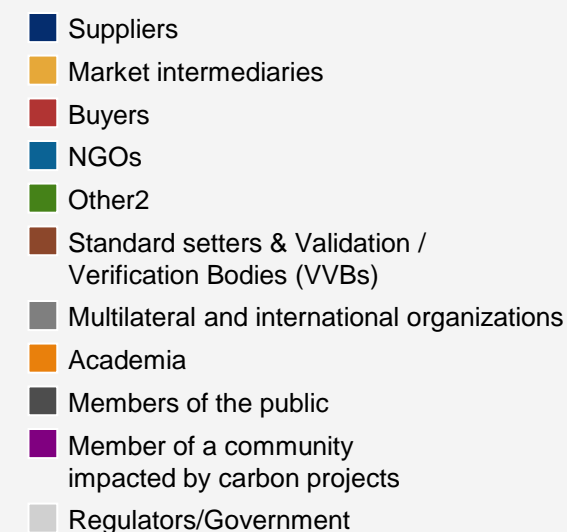 Suppliers
Market intermediaries
Buyers
NGOs
Other2
Standard setters & Validation /
Verification Bodies (VVBs)
Multilateral and international organizations
Academia
Members of the public
Member of a community
impacted by carbon projects
Regulators/Government